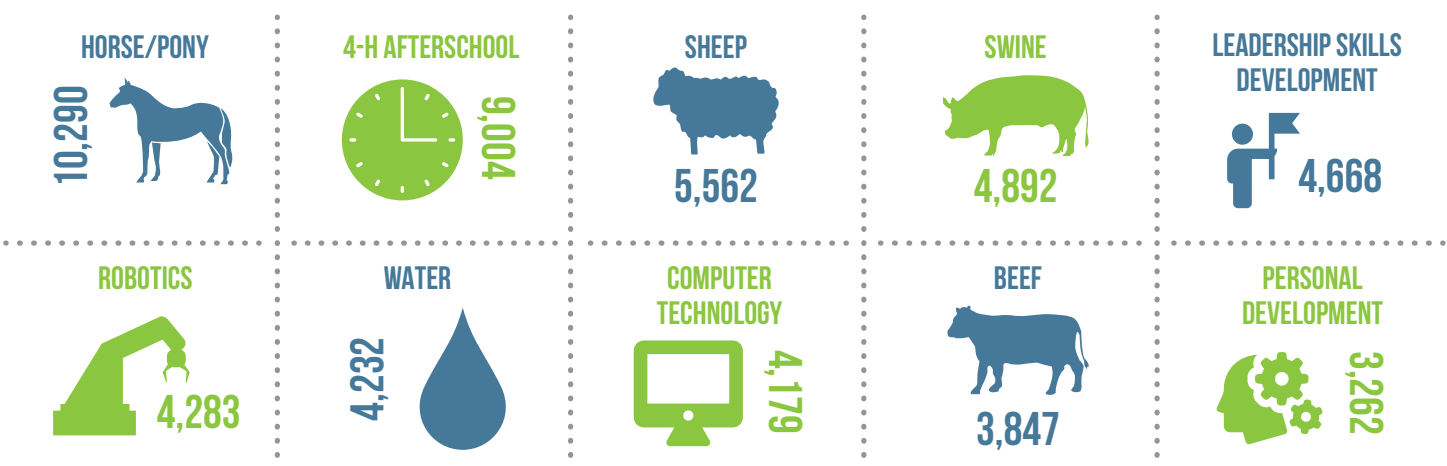 HORSE/PONY
10,290
4-H AFTERSCHOOL
9,004
SHEEP
5,562
SWINE
4,892
LEADERSHIP SKILLS
DEVELOPMENT
4,668
ROBOTICS
4,283
WATER
4,232
COMPUTER
TECHNOLOGY
4,179
BEEF
3,847
PERSONAL
DEVELOPMENT
3,262